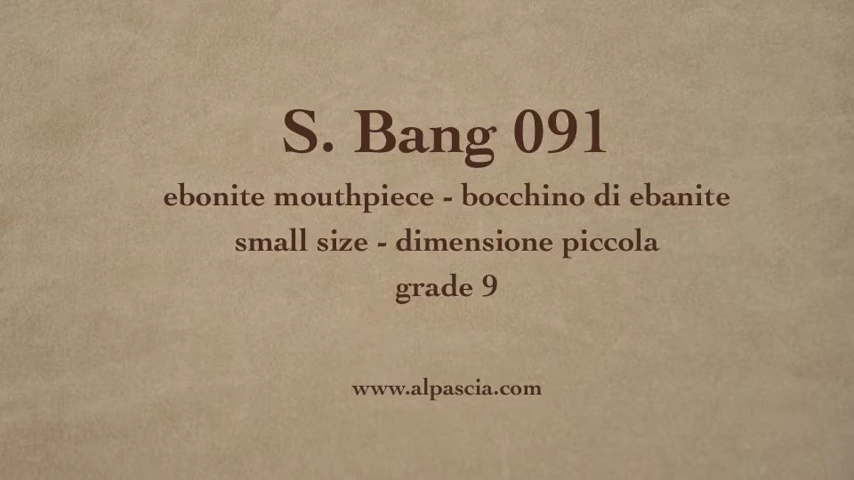 S. Bang 091
ebonite mouthpiece - bocchino di ebanite
small size - dimensione piccola
grade 9
www.alpascia.com